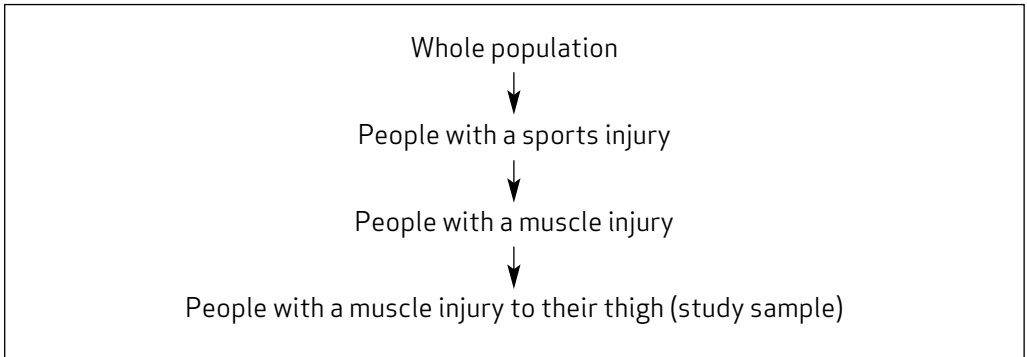 Whole population
People with a sports injury
People with a muscle injury
People with a muscle injury to their thigh (study sample)